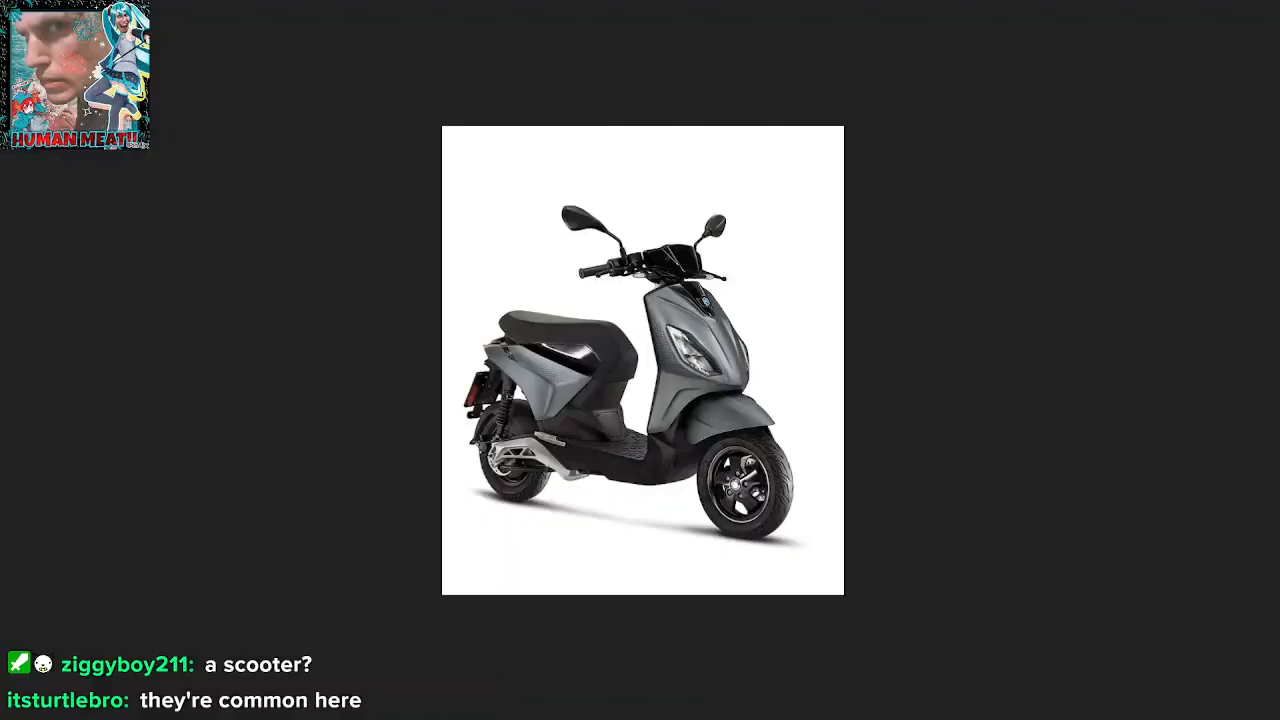 HUMAN MEAT!!
ziggyboy211: a scooter?
itsturtlebro: they're common here